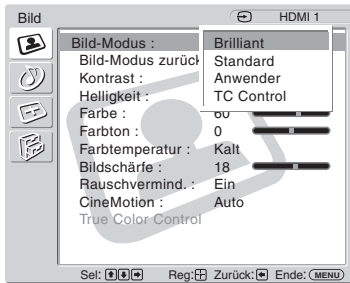 Bild
HDMI 1
Bild-Modus :
Brilliant
Standard
Anwender
TC Control
Bild-Modus zurück
Kontrast :
Helligkeit :
Farbe : 60
Farbton : 0
Farbtemperatur : Kalt
Bildschärfe : 18
Rauschvermind. : Ein
CineMotion : Auto
True Color Control
Sel: Reg: Zurück: Ende: MENU